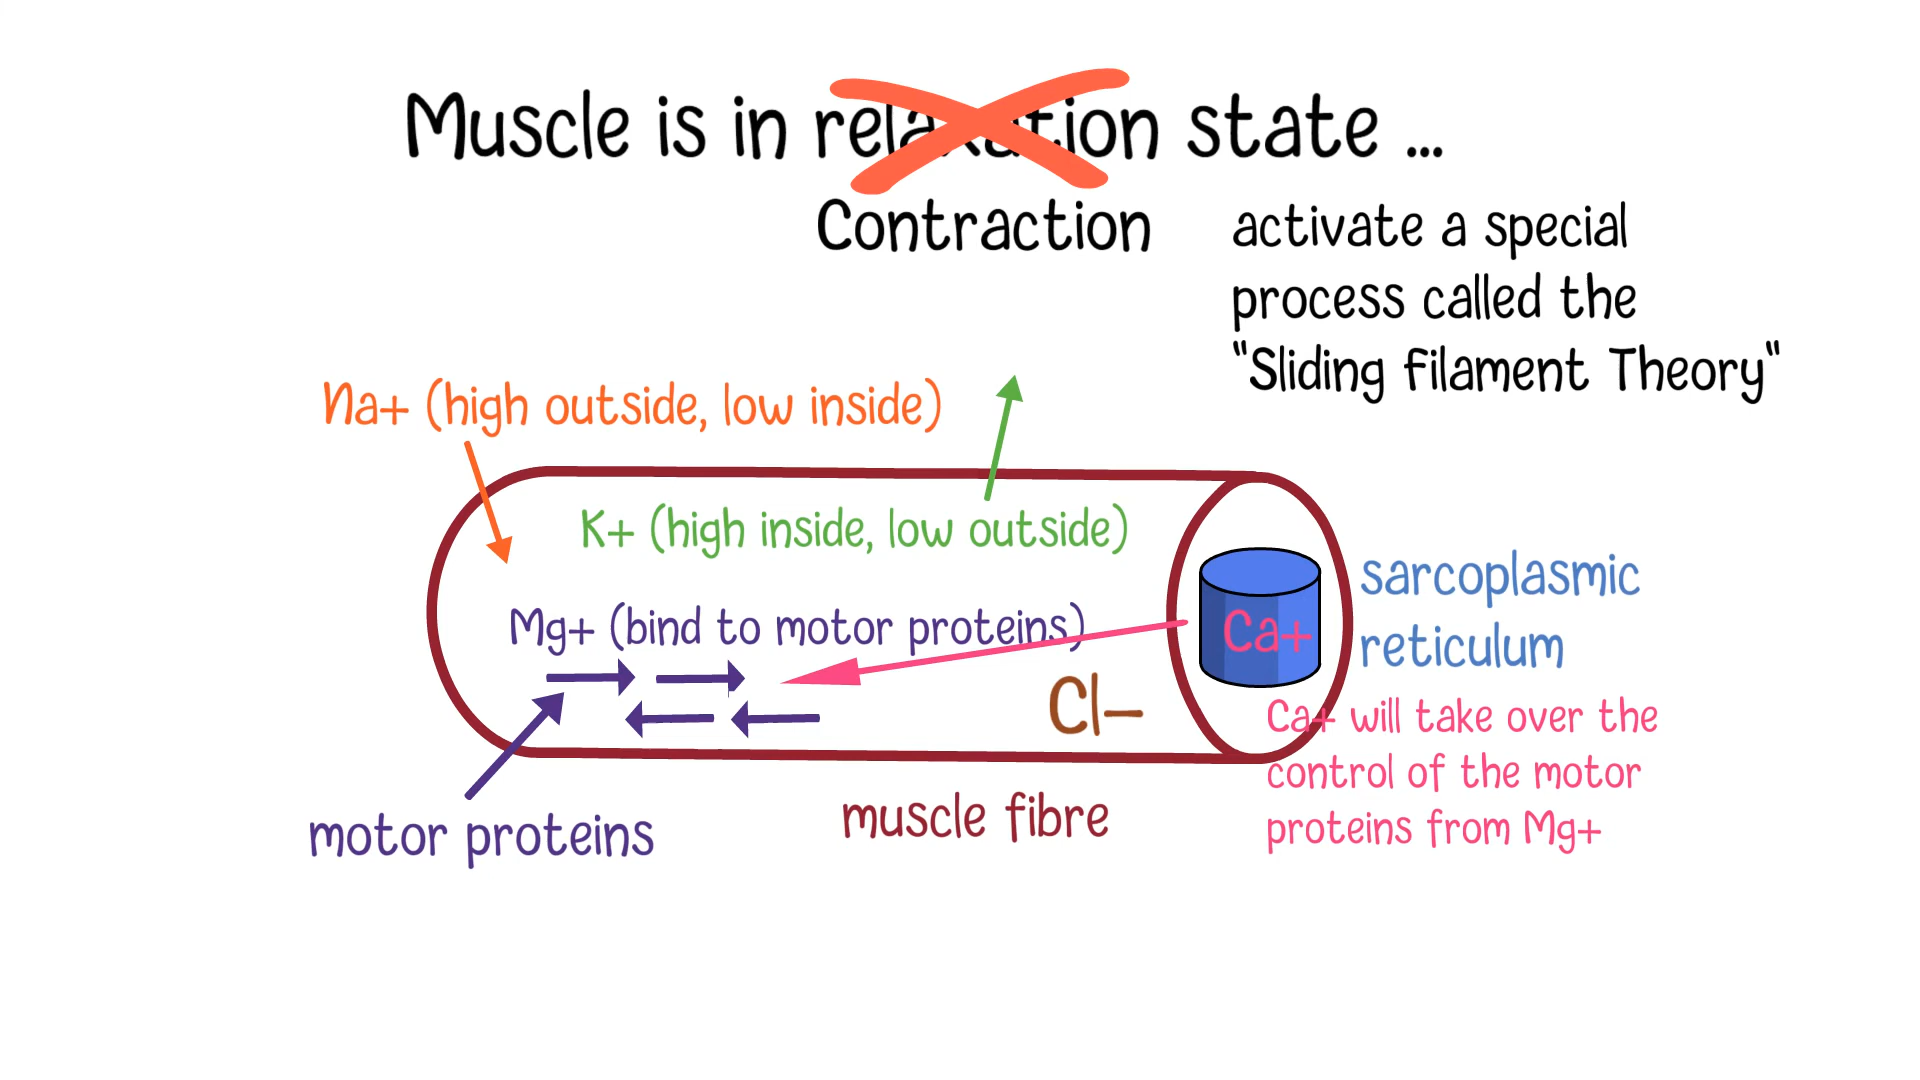 Muscle is in relaxation state ...
Contraction
activate a special
process called the
"Sliding filament Theory"
Na+ (high outside, low inside)
K+ (high inside, low outside)
Mg+ (bind to motor proteins)
Ca+
sarcoplasmic
reticulum
Cl–
Ca+ will take over the
control of the motor
proteins from Mg+
muscle fibre
motor proteins